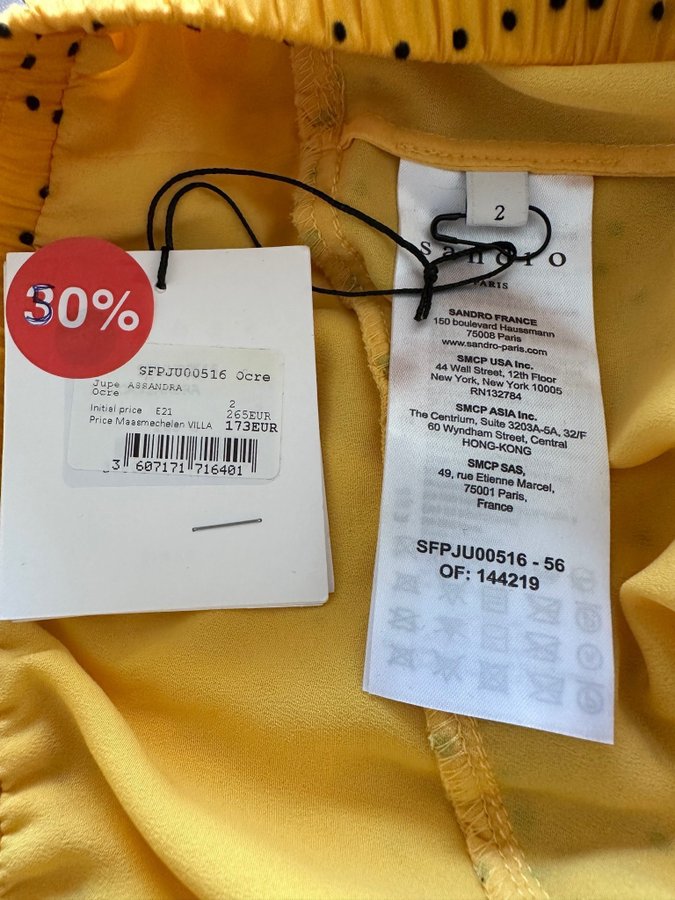 30%
SFPJU00516 Ocre
Jupe ASSANDRA
Ocre
2
Initial price E21 265EUR
Price Maasmechelen VILLA 173EUR
3 607171 716401
2
sandro
PARIS
SANDRO FRANCE
150 boulevard Haussmann
75008 Paris
www.sandro-paris.com
SMCP USA Inc.
44 Wall Street, 12th Floor
New York, New York 10005
RN132784
SMCP ASIA Inc.
The Centrium, Suite 3203A-5A, 32/F
60 Wyndham Street, Central
HONG-KONG
SMCP SAS,
49, rue Etienne Marcel,
75001 Paris,
France
SFPJU00516 - 56
OF: 144219